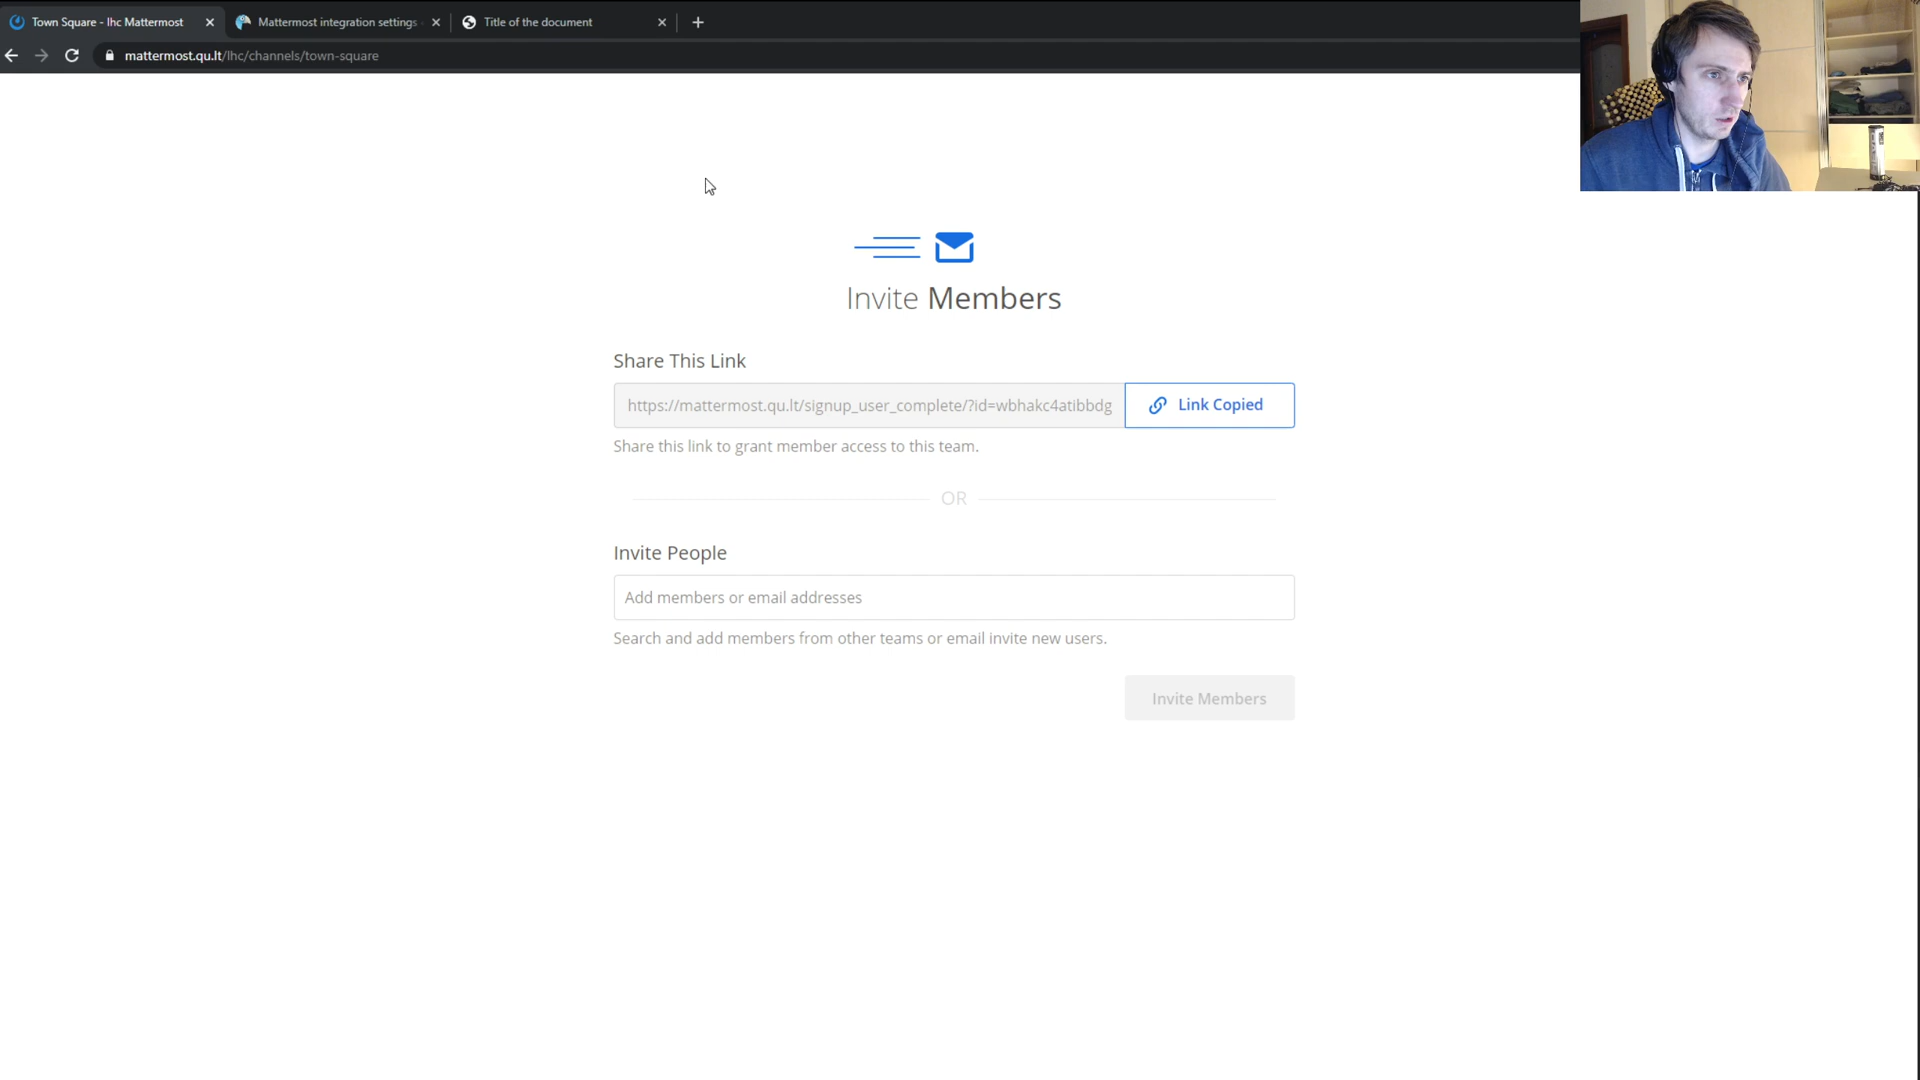 Town Square - lhc Mattermost
Mattermost integration settings
Title of the document
mattermost.qu.lt/lhc/channels/town-square
Invite Members
Share This Link
https://mattermost.qu.lt/signup_user_complete/?id=wbhakc4atibbdg
Link Copied
Share this link to grant member access to this team.
OR
Invite People
Add members or email addresses
Search and add members from other teams or email invite new users.
Invite Members